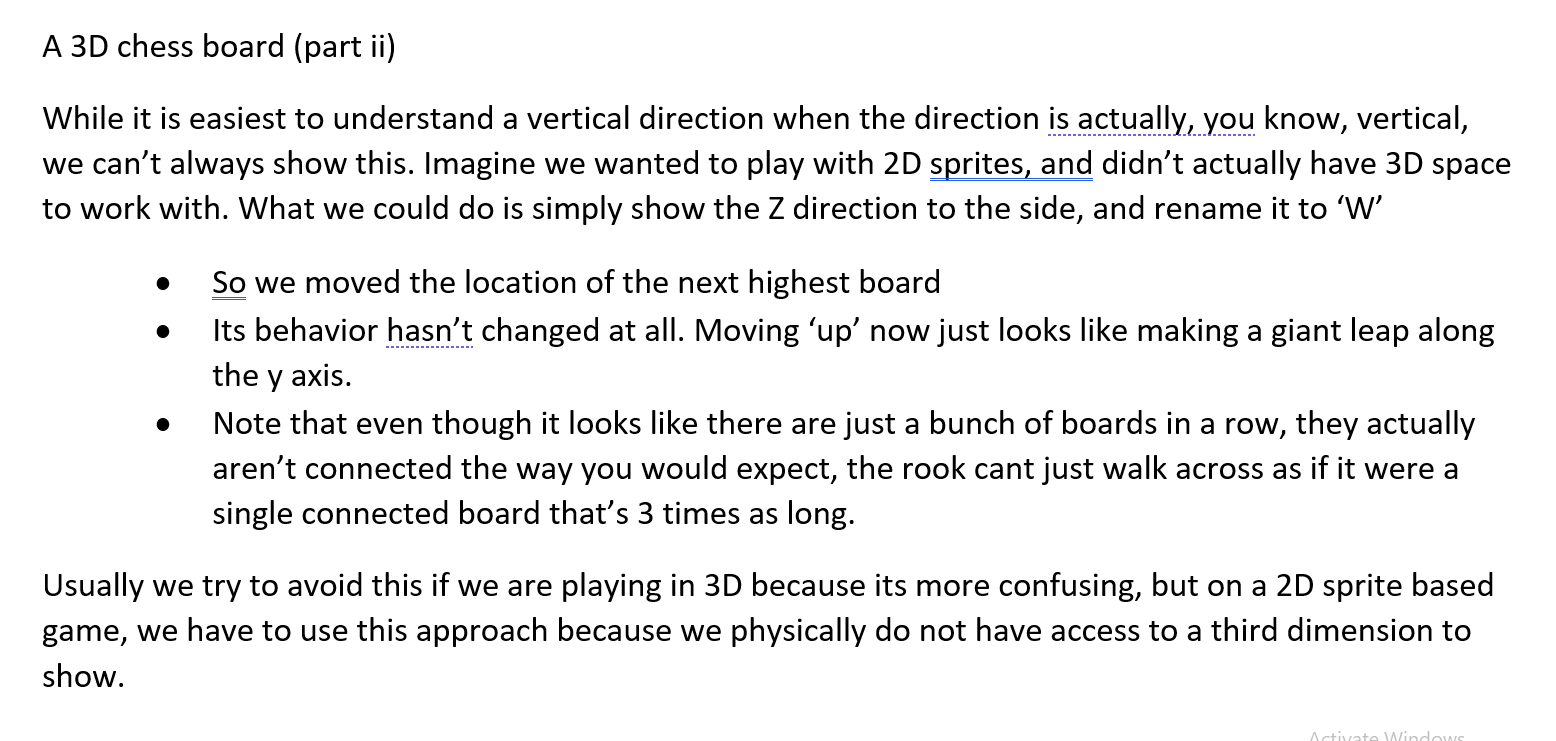 A 3D chess board (part ii)
While it is easiest to understand a vertical direction when the direction is actually, you know, vertical,
we can’t always show this. Imagine we wanted to play with 2D sprites, and didn’t actually have 3D space
to work with. What we could do is simply show the Z direction to the side, and rename it to ‘W’
● So we moved the location of the next highest board
● Its behavior hasn’t changed at all. Moving ‘up’ now just looks like making a giant leap along
the y axis.
● Note that even though it looks like there are just a bunch of boards in a row, they actually
aren’t connected the way you would expect, the rook cant just walk across as if it were a
single connected board that’s 3 times as long.
Usually we try to avoid this if we are playing in 3D because its more confusing, but on a 2D sprite based
game, we have to use this approach because we physically do not have access to a third dimension to
show.
Activate Windows